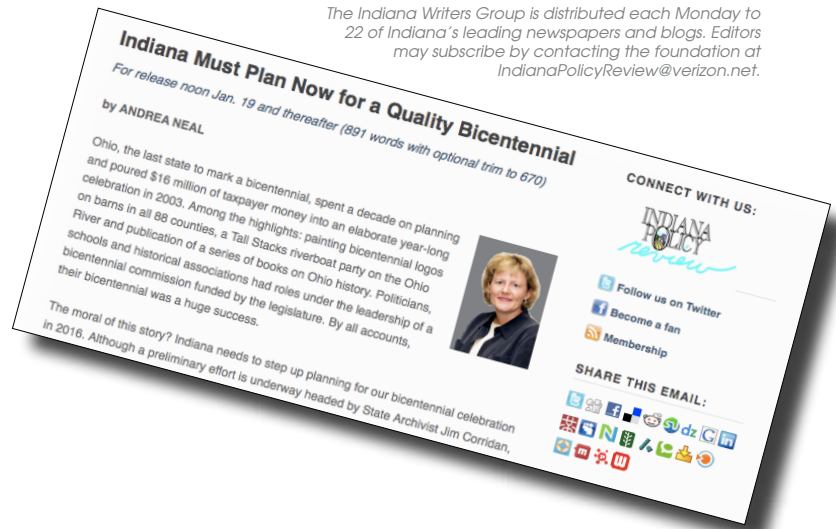 The Indiana Writers Group is distributed each Monday to
22 of Indiana's leading newspapers and blogs. Editors
may subscribe by contacting the foundation at
IndianaPolicyReview@verizon.net.
Indiana Must Plan Now for a Quality Bicentennial
For release noon Jan. 19 and thereafter (891 words with optional trim to 670)
by ANDREA NEAL
Ohio, the last state to mark a bicentennial, spent a decade on planning
and poured $16 million of taxpayer money into an elaborate year-long
celebration in 2003. Among the highlights: painting bicentennial logos
on barns in all 88 counties, a Tall Stacks riverboat party on the Ohio
River and publication of a series of books on Ohio history. Politicians,
schools and historical associations had roles under the leadership of a
bicentennial commission funded by the legislature. By all accounts,
their bicentennial was a huge success.
The moral of this story? Indiana needs to step up planning for our bicentennial celebration
in 2016. Although a preliminary effort is underway headed by State Archivist Jim Corridan,
CONNECT WITH US:
INDIANA
POLICY
review
Follow us on Twitter
Become a fan
Membership
SHARE THIS EMAIL:
dz
G
in
N
m